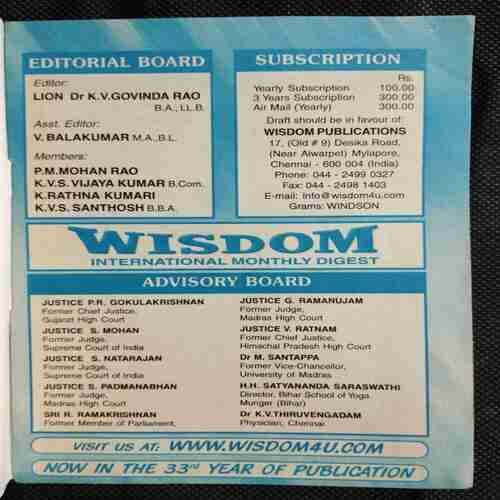 EDITORIAL BOARD
Editor:
LION Dr K.V.GOVINDA RAO
B.A., LL.B.
Asst. Editor:
V. BALAKUMAR M.A.,B.L.
Members:
P.M.MOHAN RAO
K.V.S. VIJAYA KUMAR B.Com.
K.RATHNA KUMARI
K.V.S. SANTHOSH B.B.A.
SUBSCRIPTION
Rs.
Yearly Subscription 100.00
3 Years Subscription 300.00
Air Mail (Yearly) 300.00
Draft should be in favour of:
WISDOM PUBLICATIONS
17, (Old # 9) Desika Road,
(Near Alwarpet) Mylapore,
Chennai - 600 004 (India)
Phone: 044 - 2499 0327
Fax: 044 - 2498 1403
E-mail: info@wisdom4u.com
Grams: WINDSON
WISDOM
INTERNATIONAL MONTHLY DIGEST
ADVISORY BOARD
JUSTICE P.R. GOKULAKRISHNAN
Former Chief Justice,
Gujarat High Court
JUSTICE S. MOHAN
Former Judge,
Supreme Court of India
JUSTICE S. NATARAJAN
Former Judge,
Supreme Court of India
JUSTICE S. PADMANABHAN
Former Judge,
Madras High Court
SRI R. RAMAKRISHNAN
Former Member of Parliament.
JUSTICE G. RAMANUJAM
Former Judge,
Madras High Court
JUSTICE V. RATNAM
Former Chief Justice,
Himachal Pradesh High Court
Dr M. SANTAPPA
Former Vice-Chancellor,
University of Madras
H.H. SATYANANDA SARASWATHI
Director, Bihar School of Yoga
Munger (Bihar)
Dr K.V.THIRUVENGADAM
Physician, Chennai
VISIT US AT: WWW.WISDOM4U.COM
NOW IN THE 33RD YEAR OF PUBLICATION